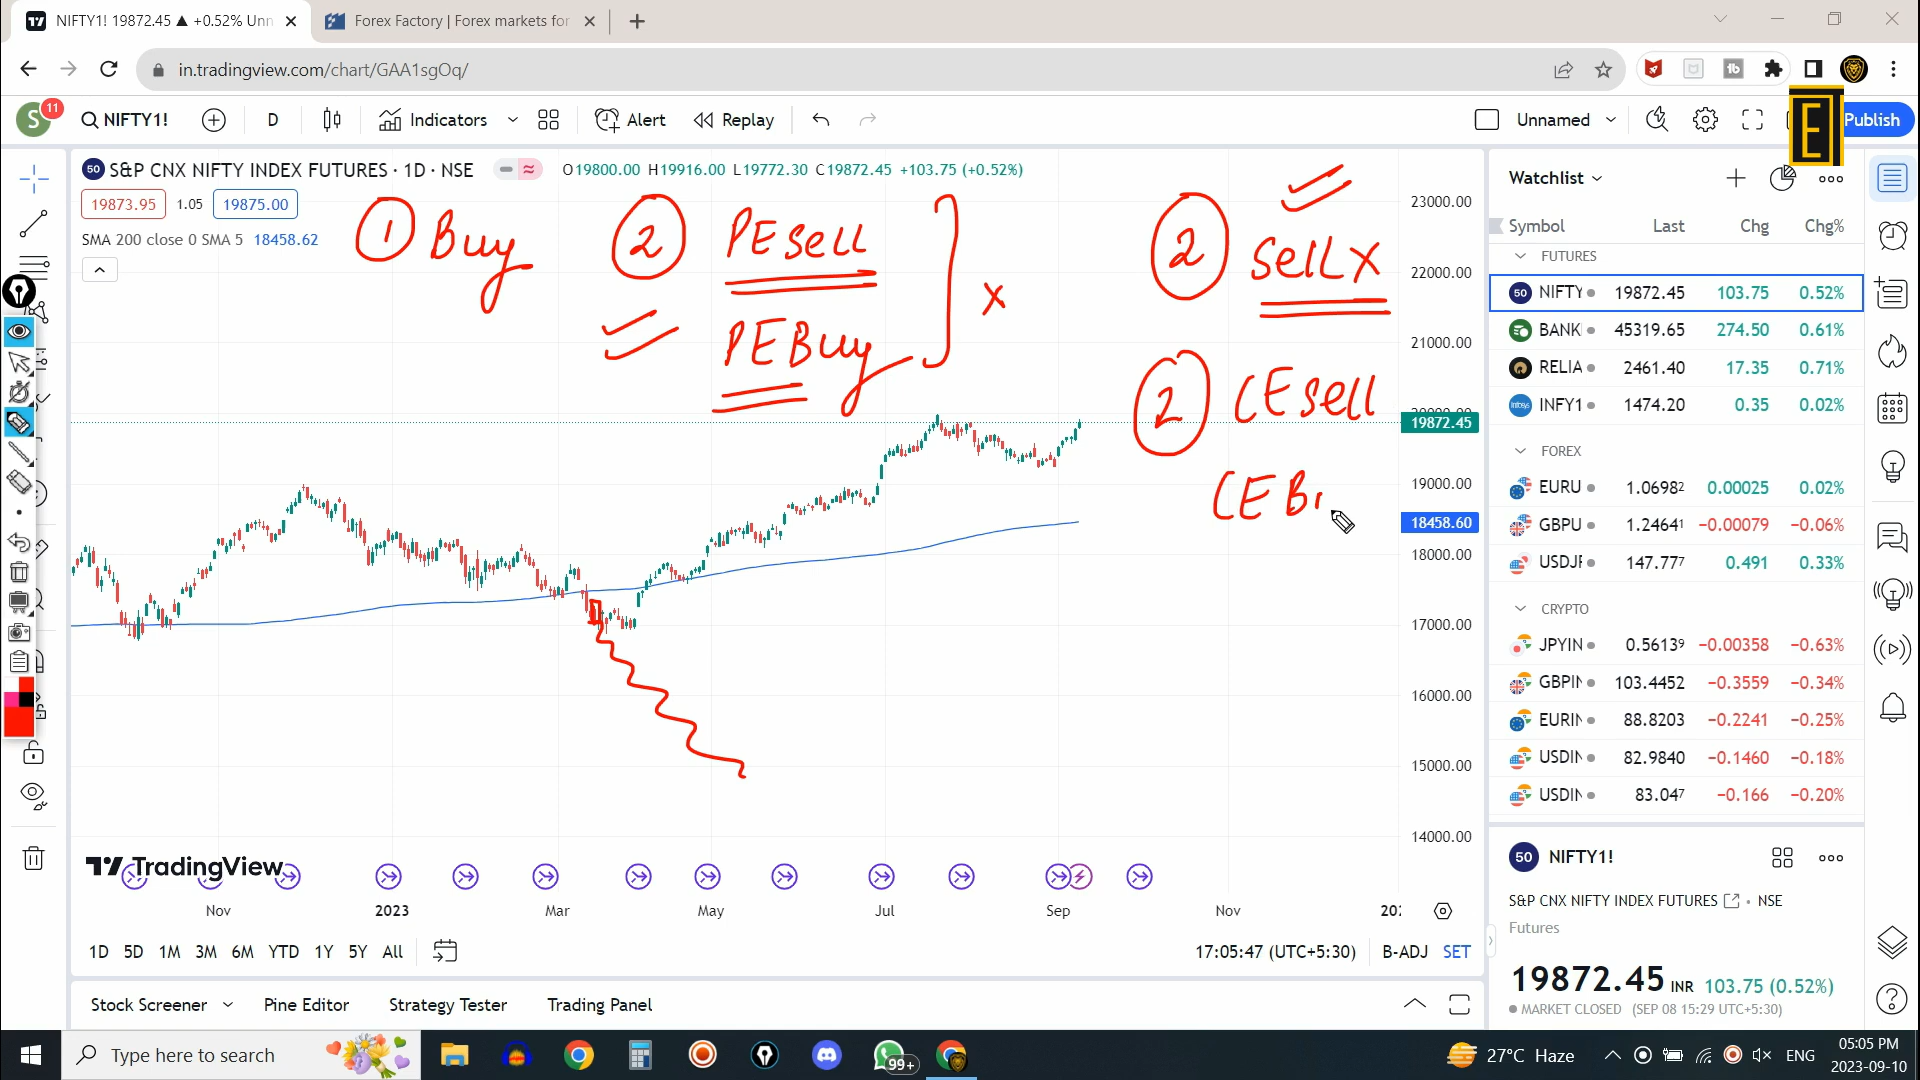 NIFTY1! 19872.45 ▲ +0.52% Unn
Forex Factory | Forex markets for
in.tradingview.com/chart/GAA1sgOq/
S
11
NIFTY1!
D
Indicators
Alert
Replay
Unnamed
E
Publish
50 S&P CNX NIFTY INDEX FUTURES · 1D · NSE
O19800.00 H19916.00 L19772.30 C19872.45 +103.75 (+0.52%)
19873.95 1.05 19875.00
SMA 200 close 0 SMA 5 18458.62
① Buy
② PE sell
PE Buy
x
② sell x
② CE sell
CE B
23000.00
22000.00
21000.00
20000.00
19872.45
19000.00
18458.60
18000.00
17000.00
16000.00
15000.00
14000.00
TradingView
Nov 2023 Mar May Jul Sep Nov 202
1D 5D 1M 3M 6M YTD 1Y 5Y All
17:05:47 (UTC+5:30) B-ADJ SET
Stock Screener Pine Editor Strategy Tester Trading Panel
Watchlist
Symbol Last Chg Chg%
FUTURES
50 NIFTY 19872.45 103.75 0.52%
BANK 45319.65 274.50 0.61%
RELIA 2461.40 17.35 0.71%
INFY1 1474.20 0.35 0.02%
FOREX
EURU 1.06982 0.00025 0.02%
GBPU 1.24641 −0.00079 −0.06%
USDJF 147.777 0.491 0.33%
CRYPTO
JPYIN 0.56139 −0.00358 −0.63%
GBPIN 103.4452 −0.3559 −0.34%
EURIN 88.8203 −0.2241 −0.25%
USDIN 82.9840 −0.1460 −0.18%
USDIN 83.047 −0.166 −0.20%
50 NIFTY1!
S&P CNX NIFTY INDEX FUTURES • NSE
Futures
19872.45 INR 103.75 (0.52%)
MARKET CLOSED (SEP 08 15:29 UTC+5:30)
Type here to search
99+
27°C Haze
ENG
05:05 PM
2023-09-10